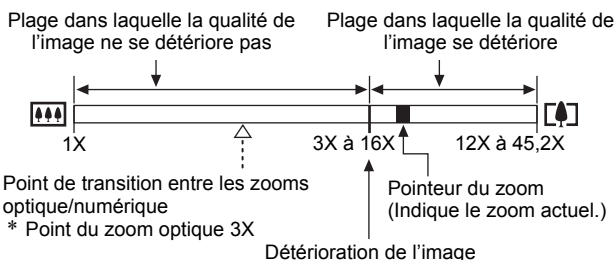 Plage dans laquelle la qualité de
l'image ne se détériore pas
Plage dans laquelle la qualité de
l'image se détériore
1X
3X à 16X
12X à 45,2X
Point de transition entre les zooms
optique/numérique
* Point du zoom optique 3X
Pointeur du zoom
(Indique le zoom actuel.)
Détérioration de l'image